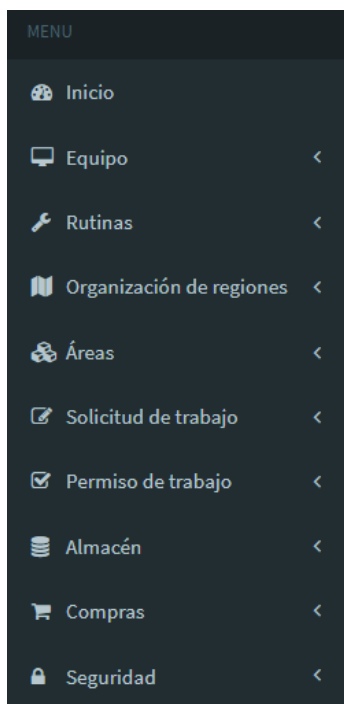 MENU
Inicio
Equipo
Rutinas
Organización de regiones
Áreas
Solicitud de trabajo
Permiso de trabajo
Almacén
Compras
Seguridad